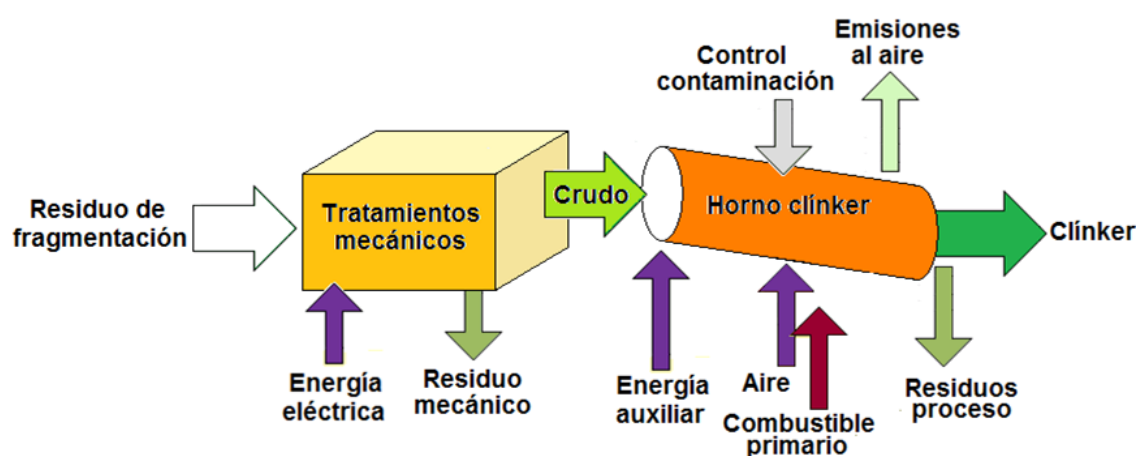 Residuo de
fragmentación
Tratamientos
mecánicos
Energía
eléctrica
Residuo
mecánico
Crudo
Control
contaminación
Emisiones
al aire
Horno clínker
Clínker
Energía
auxiliar
Aire
Combustible
primario
Residuos
proceso